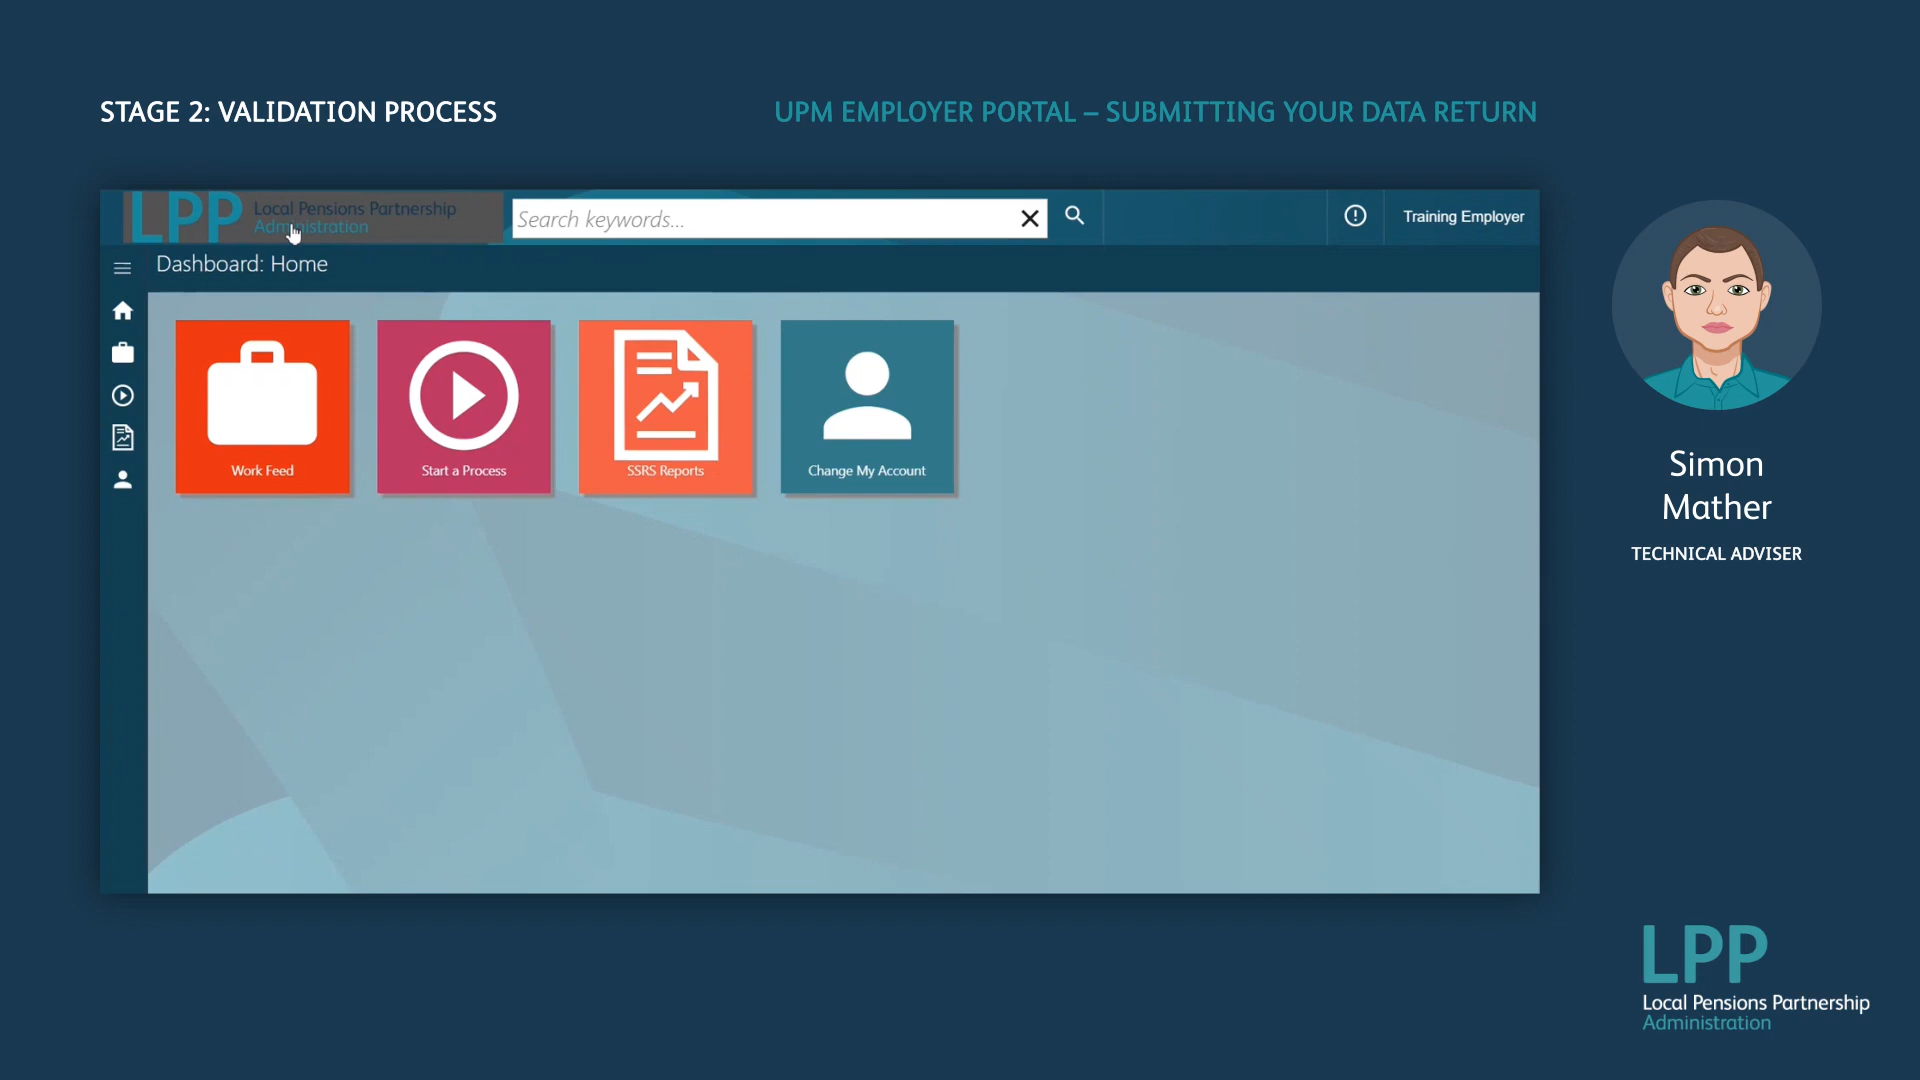 STAGE 2: VALIDATION PROCESS
UPM EMPLOYER PORTAL – SUBMITTING YOUR DATA RETURN
LPP
Local Pensions Partnership
Administration
Search keywords...
Training Employer
Dashboard: Home
Work Feed
Start a Process
SSRS Reports
Change My Account
Simon
Mather
TECHNICAL ADVISER
LPP
Local Pensions Partnership
Administration